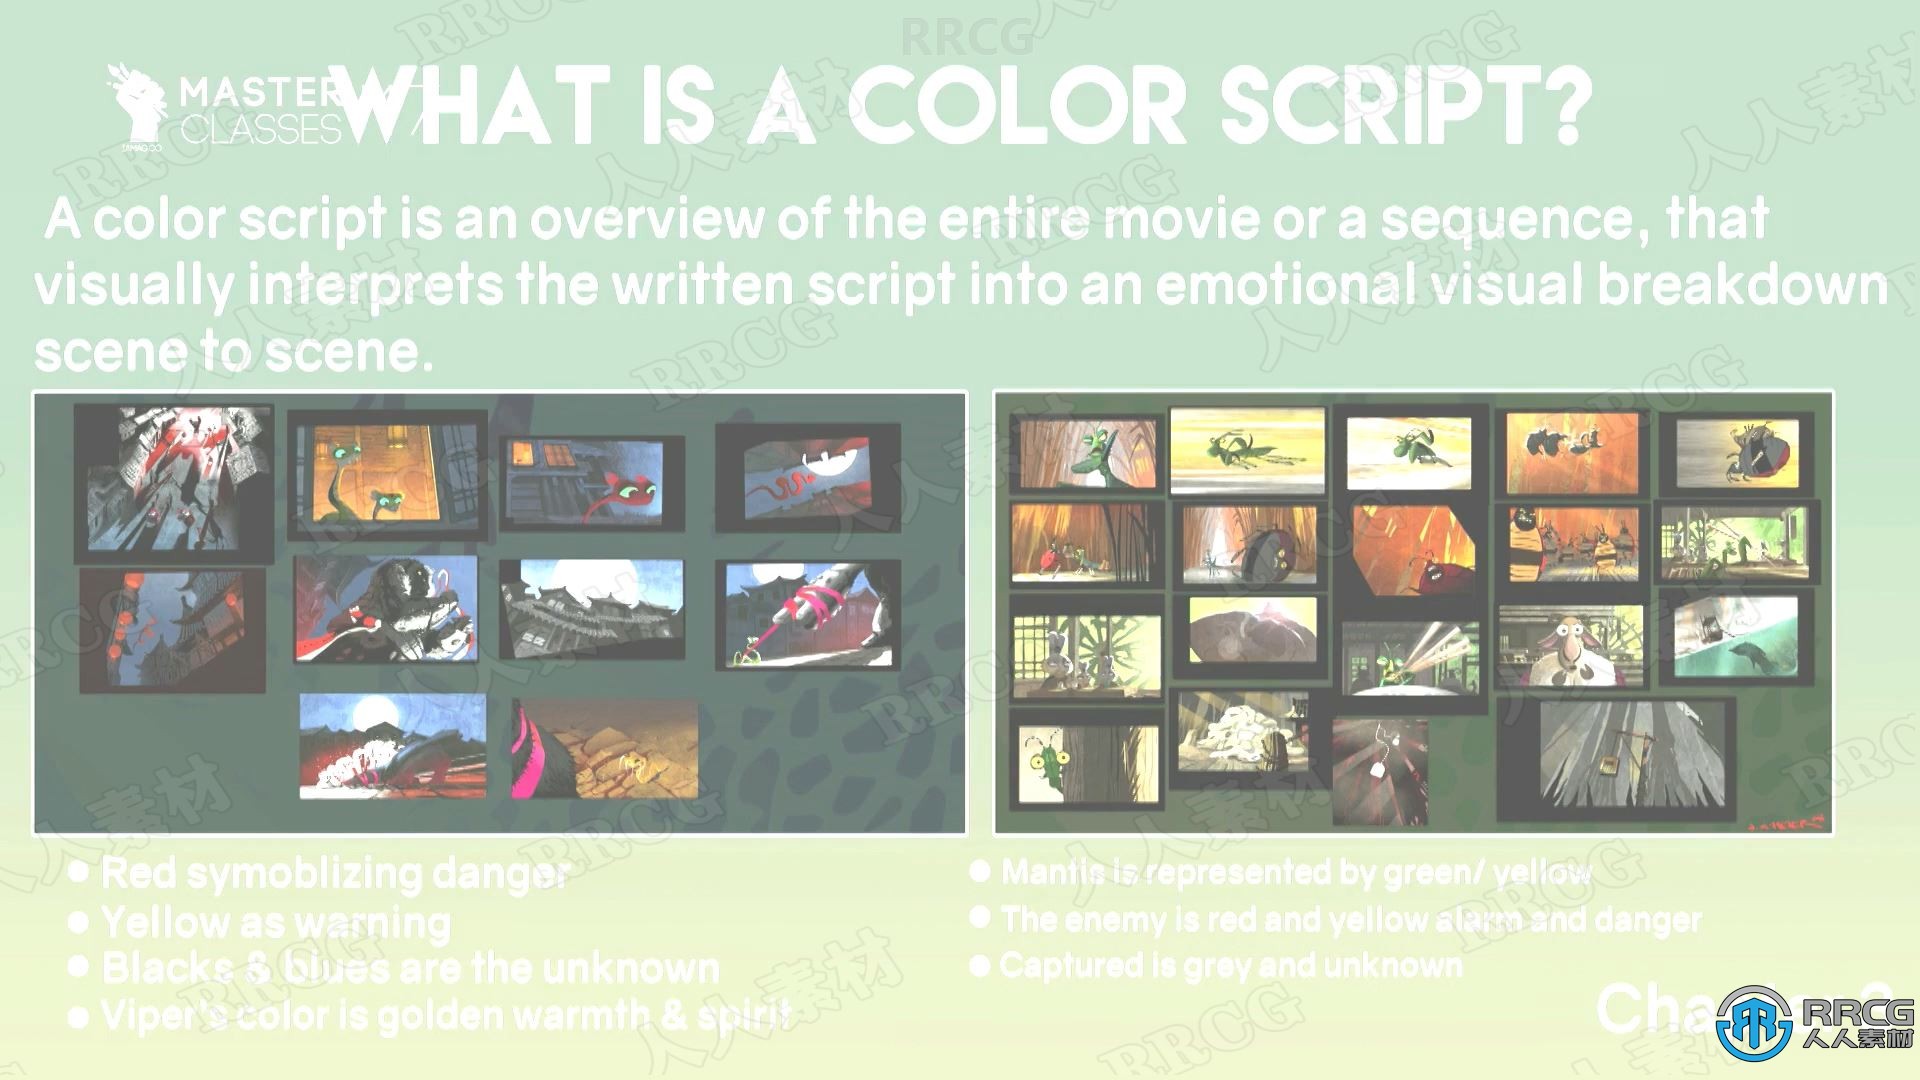 RRCG
MASTER
CLASSES
WHAT IS A COLOR SCRIPT?
A color script is an overview of the entire movie or a sequence, that
visually interprets the written script into an emotional visual breakdown
scene to scene.
Red symoblizing danger
Yellow as warning
Blacks & blues are the unknown
Viper's color is golden warmth & spirit
Mantis is represented by green/ yellow
The enemy is red and yellow alarm and danger
Captured is grey and unknown
RRCG
人人素材